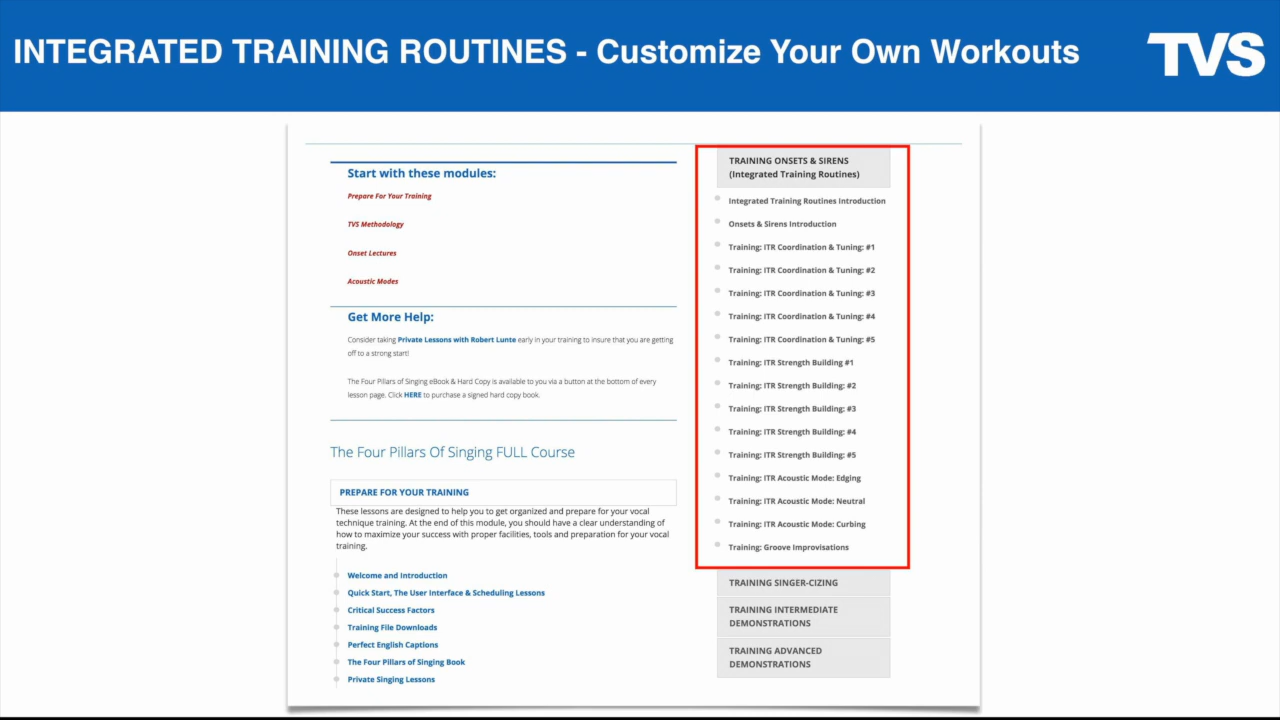 INTEGRATED TRAINING ROUTINES - Customize Your Own Workouts
TVS
Start with these modules:
Prepare For Your Training
TVS Methodology
Onset Lectures
Acoustic Modes
Get More Help:
Consider taking Private Lessons with Robert Lunte early in your training to insure that you are getting
off to a strong start!
The Four Pillars of Singing eBook & Hard Copy is available to you via a button at the bottom of every
lesson page. Click HERE to purchase a signed hard copy book.
The Four Pillars Of Singing FULL Course
PREPARE FOR YOUR TRAINING
These lessons are designed to help you to get organized and prepare for your vocal
technique training. At the end of this module, you should have a clear understanding of
how to maximize your success with proper facilities, tools and preparation for your vocal
training.
Welcome and Introduction
Quick Start, The User Interface & Scheduling Lessons
Critical Success Factors
Training File Downloads
Perfect English Captions
The Four Pillars of Singing Book
Private Singing Lessons
TRAINING ONSETS & SIRENS
(Integrated Training Routines)
Integrated Training Routines Introduction
Onsets & Sirens Introduction
Training: ITR Coordination & Tuning: #1
Training: ITR Coordination & Tuning: #2
Training: ITR Coordination & Tuning: #3
Training: ITR Coordination & Tuning: #4
Training: ITR Coordination & Tuning: #5
Training: ITR Strength Building #1
Training: ITR Strength Building: #2
Training: ITR Strength Building: #3
Training: ITR Strength Building: #4
Training: ITR Strength Building: #5
Training: ITR Acoustic Mode: Edging
Training: ITR Acoustic Mode: Neutral
Training: ITR Acoustic Mode: Curbing
Training: Groove Improvisations
TRAINING SINGER-CIZING
TRAINING INTERMEDIATE
DEMONSTRATIONS
TRAINING ADVANCED
DEMONSTRATIONS